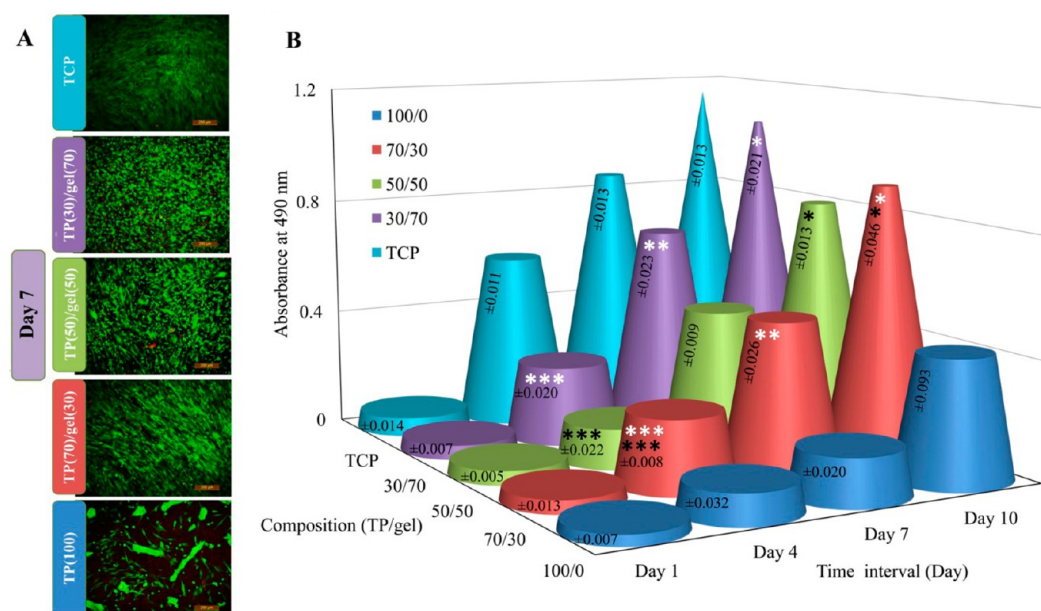 A
Day 7
TCP
TP(30)/gel(70)
TP(50)/gel(50)
TP(70)/gel(30)
TP(100)
B
Absorbance at 490 nm
1.2
0.8
0.4
0
100/0
70/30
50/50
30/70
TCP
±0.014
±0.011
±0.013
±0.013
±0.007
***
±0.020
**
±0.023
*
±0.021
±0.005
***
±0.022
±0.009
*
±0.013
±0.013
***
***
±0.008
**
±0.026
*
*
±0.046
±0.007
±0.032
±0.020
±0.093
TCP
30/70
50/50
70/30
100/0
Composition (TP/gel)
Day 1
Day 4
Day 7
Day 10
Time interval (Day)